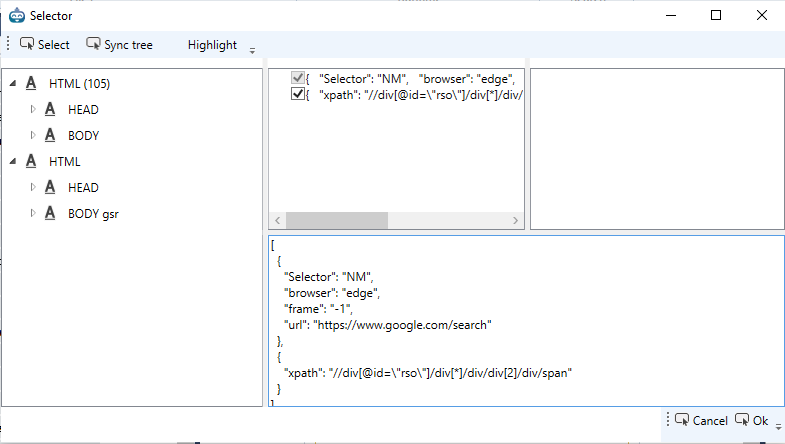 Selector
Select Sync tree Highlight
HTML (105)
HEAD
BODY
HTML
HEAD
BODY gsr
{ "Selector": "NM", "browser": "edge",
{ "xpath": "//div[@id=\"rso\"]/div[*]/div/
[
{
"Selector": "NM",
"browser": "edge",
"frame": "-1",
"url": "https://www.google.com/search"
},
{
"xpath": "//div[@id=\"rso\"]/div[*]/div/div[2]/div/span"
}
]
Cancel Ok